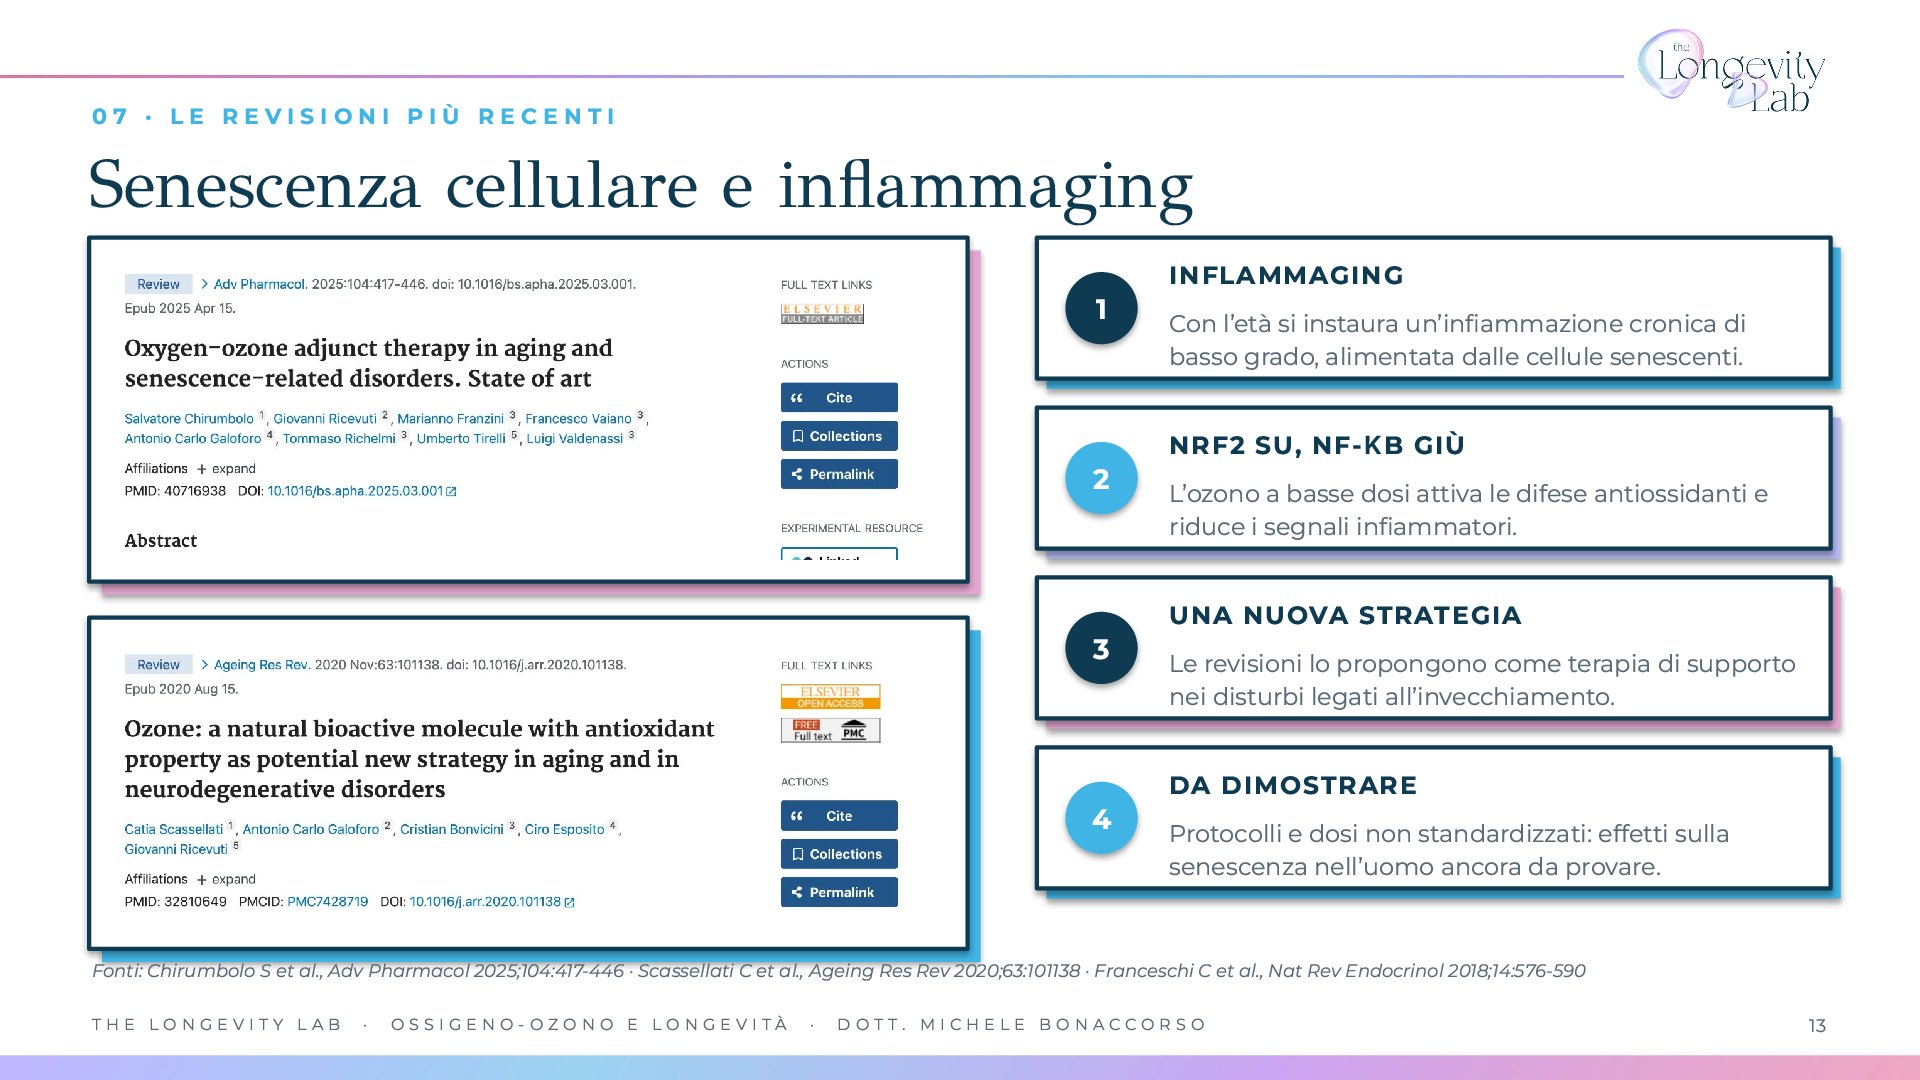 the
Longevity
Lab
07 · LE REVISIONI PIÙ RECENTI
Senescenza cellulare e inflammaging
Review > Adv Pharmacol. 2025:104:417-446. doi: 10.1016/bs.apha.2025.03.001.
Epub 2025 Apr 15.
Oxygen-ozone adjunct therapy in aging and
senescence-related disorders. State of art
Salvatore Chirumbolo 1, Giovanni Ricevuti 2, Marianno Franzini 3, Francesco Vaiano 3,
Antonio Carlo Galoforo 4, Tommaso Richelmi 3, Umberto Tirelli 5, Luigi Valdenassi 3
Affiliations + expand
PMID: 40716938 DOI: 10.1016/bs.apha.2025.03.001
Abstract
FULL TEXT LINKS
ELSEVIER
FULL-TEXT ARTICLE
ACTIONS
Cite
Collections
Permalink
EXPERIMENTAL RESOURCE
Linked
Review > Ageing Res Rev. 2020 Nov:63:101138. doi: 10.1016/j.arr.2020.101138.
Epub 2020 Aug 15.
Ozone: a natural bioactive molecule with antioxidant
property as potential new strategy in aging and in
neurodegenerative disorders
Catia Scassellati 1, Antonio Carlo Galoforo 2, Cristian Bonvicini 3, Ciro Esposito 4,
Giovanni Ricevuti 5
Affiliations + expand
PMID: 32810649 PMCID: PMC7428719 DOI: 10.1016/j.arr.2020.101138
FULL TEXT LINKS
ELSEVIER
OPEN ACCESS
FREE
Full text PMC
ACTIONS
Cite
Collections
Permalink
1
INFLAMMAGING
Con l’età si instaura un’infiammazione cronica di
basso grado, alimentata dalle cellule senescenti.
2
NRF2 SU, NF-KB GIÙ
L’ozono a basse dosi attiva le difese antiossidanti e
riduce i segnali infiammatori.
3
UNA NUOVA STRATEGIA
Le revisioni lo propongono come terapia di supporto
nei disturbi legati all’invecchiamento.
4
DA DIMOSTRARE
Protocolli e dosi non standardizzati: effetti sulla
senescenza nell’uomo ancora da provare.
Fonti: Chirumbolo S et al., Adv Pharmacol 2025;104:417-446 · Scassellati C et al., Ageing Res Rev 2020;63:101138 · Franceschi C et al., Nat Rev Endocrinol 2018;14:576-590
THE LONGEVITY LAB · OSSIGENO-OZONO E LONGEVITÀ · DOTT. MICHELE BONACCORSO
13